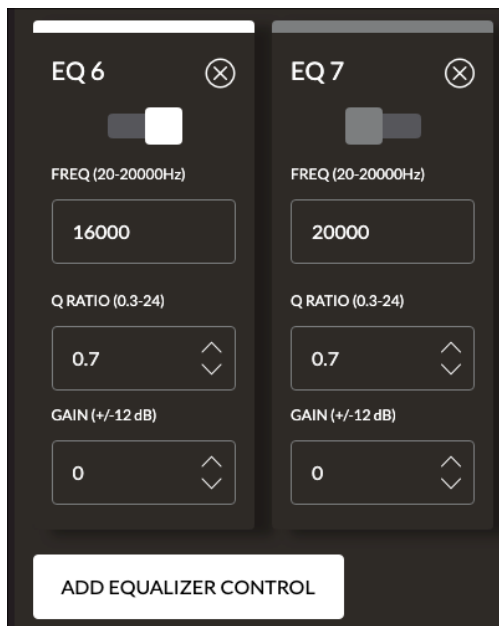 EQ 6
EQ 7
FREQ (20-20000Hz)
FREQ (20-20000Hz)
16000
20000
Q RATIO (0.3-24)
Q RATIO (0.3-24)
0.7
0.7
GAIN (+/-12 dB)
GAIN (+/-12 dB)
0
0
ADD EQUALIZER CONTROL